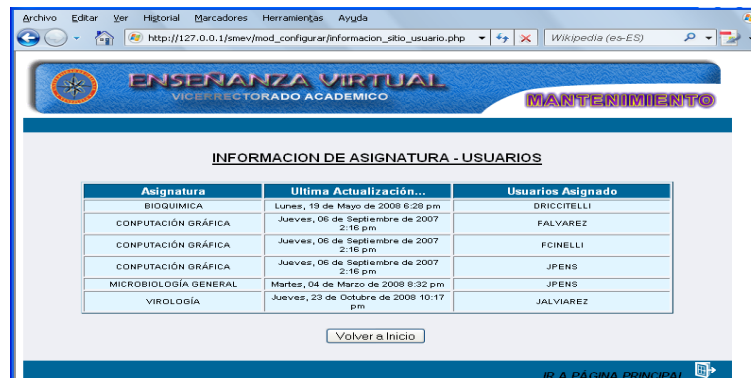 Archivo Editar Ver Historial Marcadores Herramientas Ayuda
http://127.0.0.1/smev/mod_configurar/informacion_sitio_usuario.php Wikipedia (es-ES)
ENSEÑANZA VIRTUAL
VICERRECTORADO ACADEMICO
MANTENIMIENTO
INFORMACION DE ASIGNATURA - USUARIOS
Asignatura Ultima Actualización... Usuarios Asignado
BIOQUIMICA Lunes, 19 de Mayo de 2008 6:28 pm DRICCITELLI
CONPUTACIÓN GRÁFICA Jueves, 06 de Septiembre de 2007 2:16 pm FALVAREZ
CONPUTACIÓN GRÁFICA Jueves, 06 de Septiembre de 2007 2:16 pm FCINELLI
CONPUTACIÓN GRÁFICA Jueves, 06 de Septiembre de 2007 2:16 pm JPENS
MICROBIOLOGÍA GENERAL Martes, 04 de Marzo de 2008 8:32 pm JPENS
VIROLOGÍA Jueves, 23 de Octubre de 2008 10:17 pm JALVIAREZ
Volver a Inicio
IR A PÁGINA PRINCIPAL